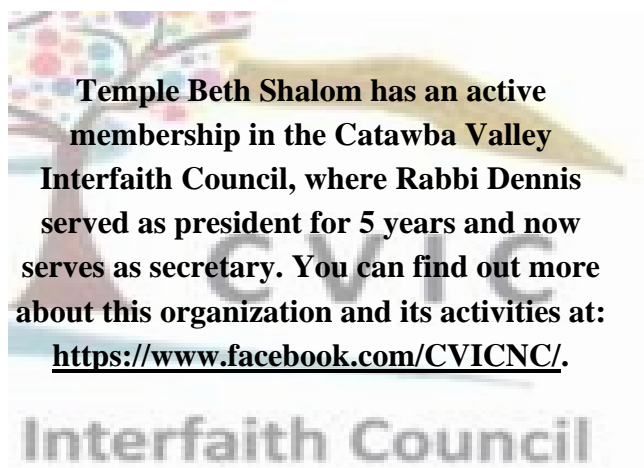 Temple Beth Shalom has an active
membership in the Catawba Valley
Interfaith Council, where Rabbi Dennis
served as president for 5 years and now
serves as secretary. You can find out more
about this organization and its activities at:
https://www.facebook.com/CVICNC/.
CVIC
Interfaith Council